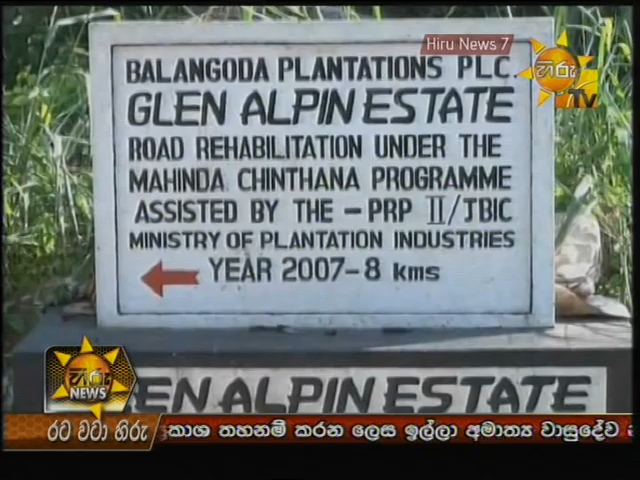 Hiru News 7
හිරු
TV
BALANGODA PLANTATIONS PLC.
GLEN ALPIN ESTATE
ROAD REHABILITATION UNDER THE
MAHINDA CHINTHANA PROGRAMME
ASSISTED BY THE – PRP II/JBIC
MINISTRY OF PLANTATION INDUSTRIES
YEAR 2007-8 kms
හිරු
NEWS
GLEN ALPIN ESTATE
රට වටා හිරු
ප්‍රකාශ තහනම් කරන ලෙස ඉල්ලා අමාත්‍ය වාසුදේව